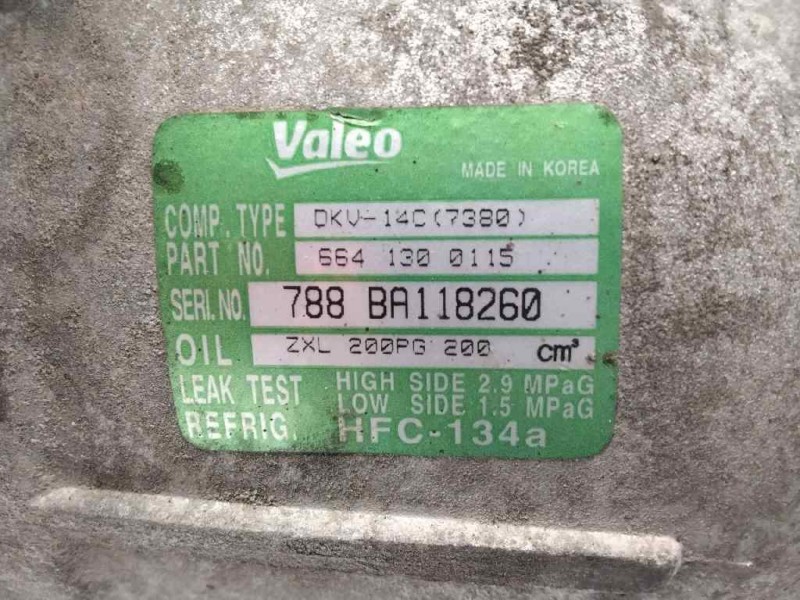 Valeo
MADE IN KOREA
COMP. TYPE DKV-14C(7380)
PART NO. 664 130 0115
SERI.NO. 788 BA118260
OIL ZXL 200PG 200 cm³
LEAK TEST HIGH SIDE 2.9 MPaG
LOW SIDE 1.5 MPaG
REFRIG. HFC-134a